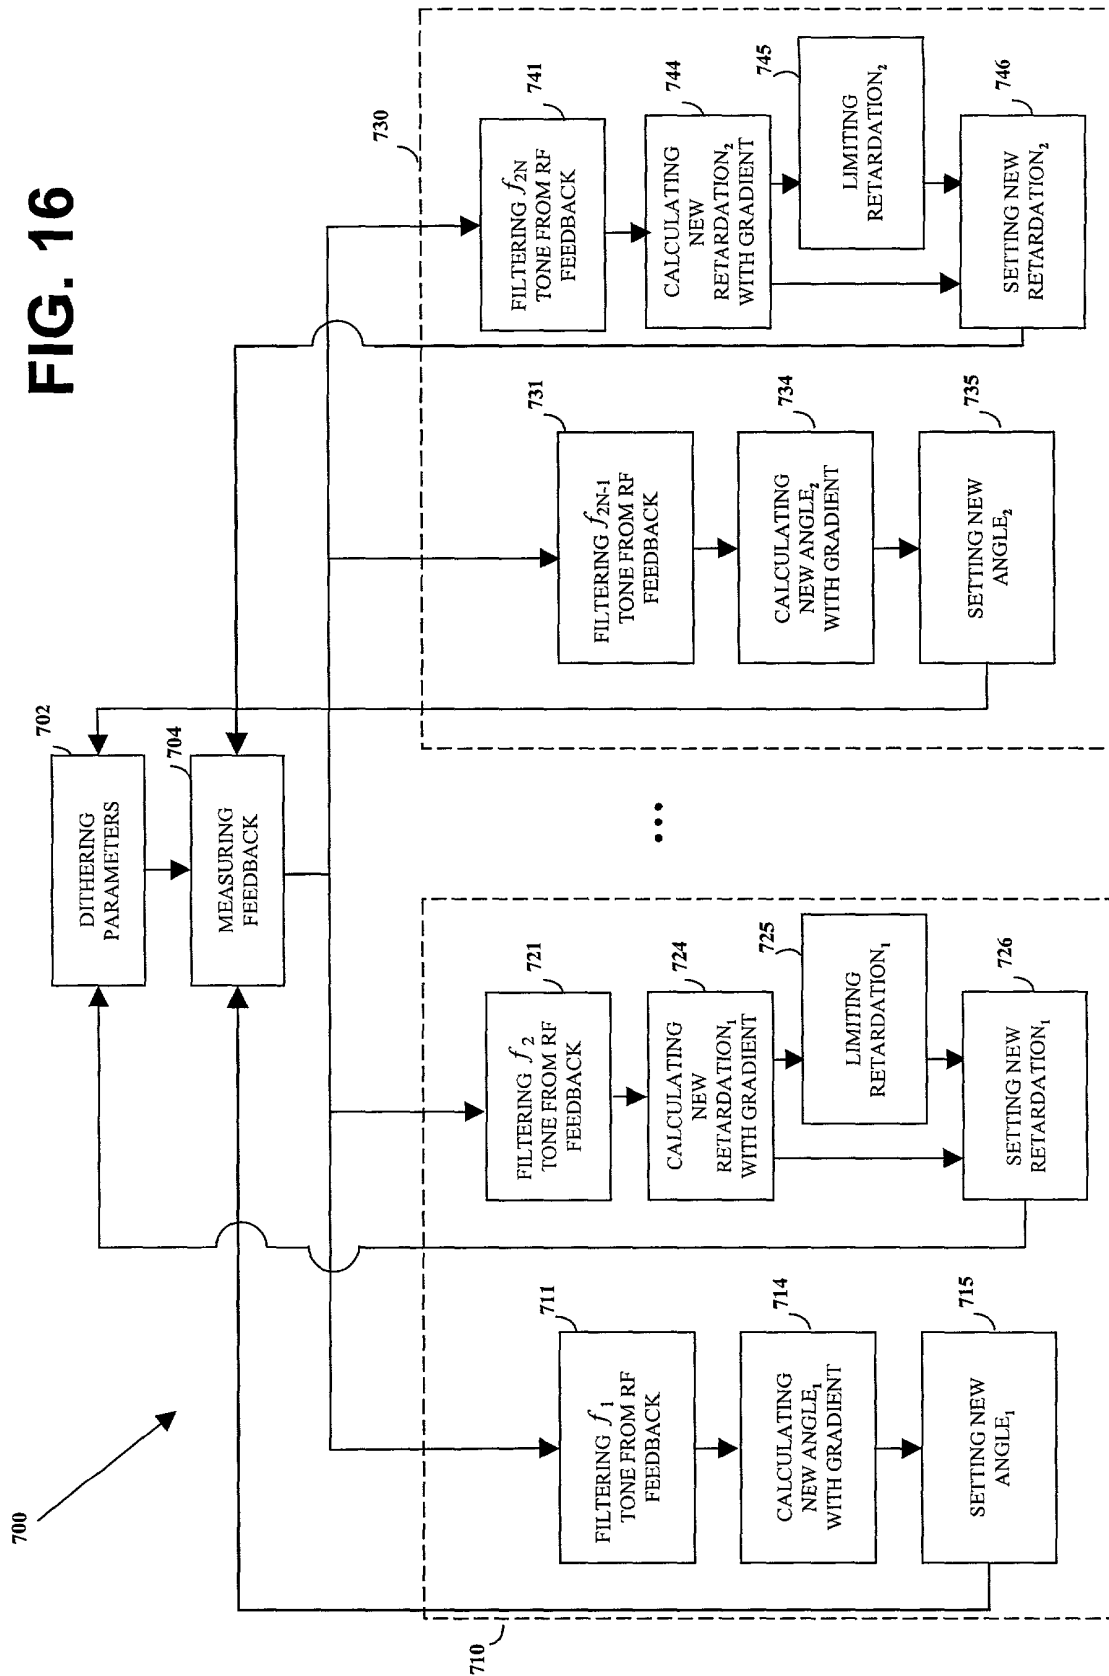 FIG. 16
700
702
DITHERING
PARAMETERS
704
MEASURING
FEEDBACK
710
711
FILTERING f1
TONE FROM RF
FEEDBACK
714
CALCULATING
NEW ANGLE1
WITH GRADIENT
715
SETTING NEW
ANGLE1
721
FILTERING f2
TONE FROM RF
FEEDBACK
724
CALCULATING
NEW
RETARDATION1
WITH GRADIENT
725
LIMITING
RETARDATION1
726
SETTING NEW
RETARDATION1
...
730
731
FILTERING f2N-1
TONE FROM RF
FEEDBACK
734
CALCULATING
NEW ANGLE2
WITH GRADIENT
735
SETTING NEW
ANGLE2
741
FILTERING f2N
TONE FROM RF
FEEDBACK
744
CALCULATING
NEW
RETARDATION2
WITH GRADIENT
745
LIMITING
RETARDATION2
746
SETTING NEW
RETARDATION2